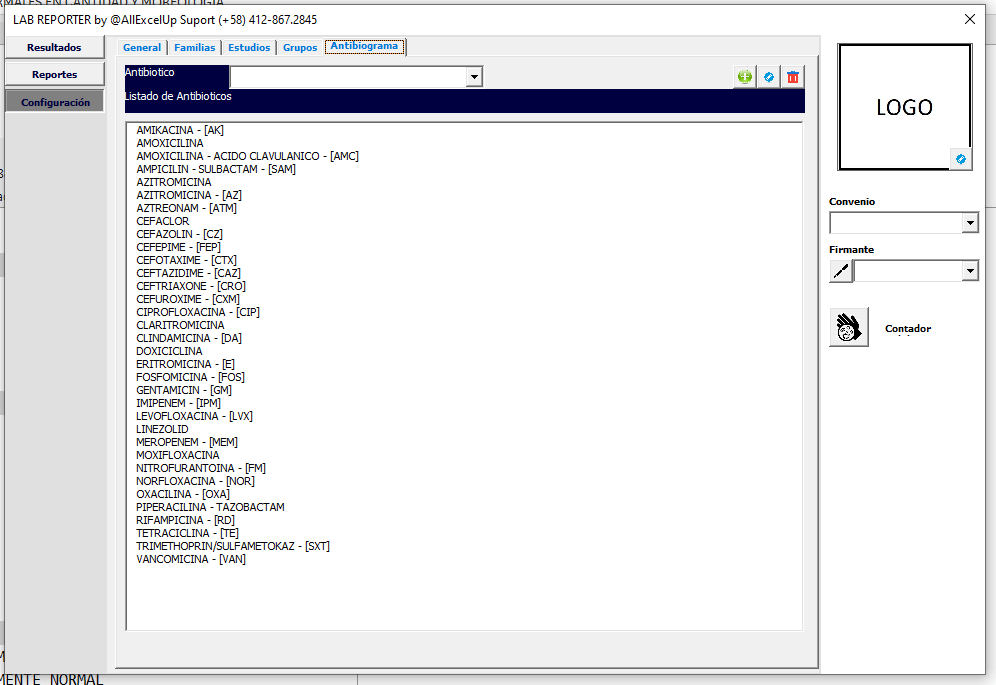 LAB REPORTER by @AllExcelUp Suport (+58) 412-867.2845
Resultados
Reportes
Configuración
General
Familias
Estudios
Grupos
Antibiograma
Antibiotico
Listado de Antibioticos
AMIKACINA - [AK]
AMOXICILINA
AMOXICILINA - ACIDO CLAVULANICO - [AMC]
AMPICILIN - SULBACTAM - [SAM]
AZITROMICINA
AZITROMICINA - [AZ]
AZTREONAM - [ATM]
CEFACLOR
CEFAZOLIN - [CZ]
CEFEPIME - [FEP]
CEFOTAXIME - [CTX]
CEFTAZIDIME - [CAZ]
CEFTRIAXONE - [CRO]
CEFUROXIME - [CXM]
CIPROFLOXACINA - [CIP]
CLARITROMICINA
CLINDAMICINA - [DA]
DOXICICLINA
ERITROMICINA - [E]
FOSFOMICINA - [FOS]
GENTAMICIN - [GM]
IMIPENEM - [IPM]
LEVOFLOXACINA - [LVX]
LINEZOLID
MEROPENEM - [MEM]
MOXIFLOXACINA
NITROFURANTOINA - [FM]
NORFLOXACINA - [NOR]
OXACILINA - [OXA]
PIPERACILINA - TAZOBACTAM
RIFAMPICINA - [RD]
TETRACICLINA - [TE]
TRIMETHOPRIN/SULFAMETOKAZ - [SXT]
VANCOMICINA - [VAN]
LOGO
Convenio
Firmante
Contador
MENTE NORMAL